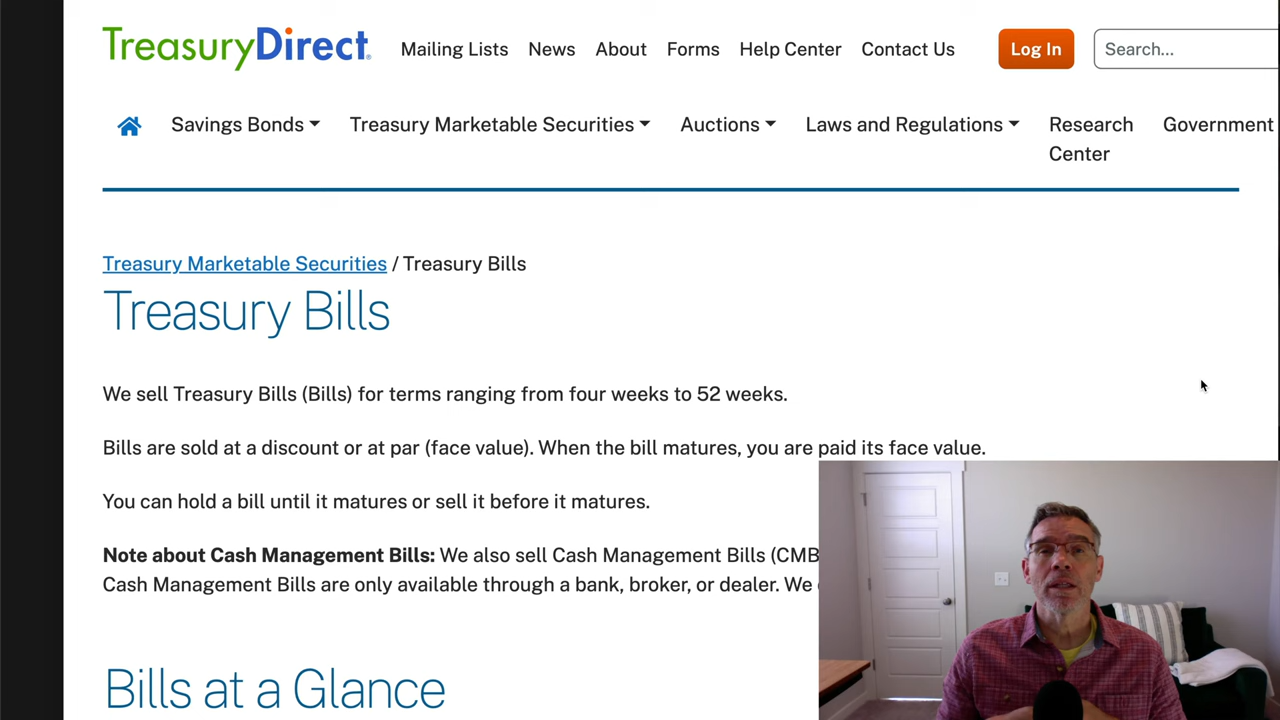 TreasuryDirect
Mailing Lists News About Forms Help Center Contact Us Log In Search...
Savings Bonds Treasury Marketable Securities Auctions Laws and Regulations Research Center Government
Treasury Marketable Securities / Treasury Bills
Treasury Bills
We sell Treasury Bills (Bills) for terms ranging from four weeks to 52 weeks.
Bills are sold at a discount or at par (face value). When the bill matures, you are paid its face value.
You can hold a bill until it matures or sell it before it matures.
Note about Cash Management Bills: We also sell Cash Management Bills (CMB
Cash Management Bills are only available through a bank, broker, or dealer. We
Bills at a Glance